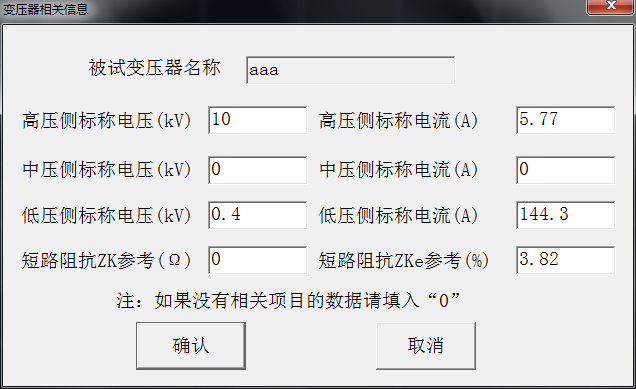 变压器相关信息
被试变压器名称 aaa
高压侧标称电压(kV) 10 高压侧标称电流(A) 5.77
中压侧标称电压(kV) 0 中压侧标称电流(A) 0
低压侧标称电压(kV) 0.4 低压侧标称电流(A) 144.3
短路阻抗ZK参考(Ω) 0 短路阻抗ZKe参考(%) 3.82
注：如果没有相关项目的数据请填入“0”
确认 取消